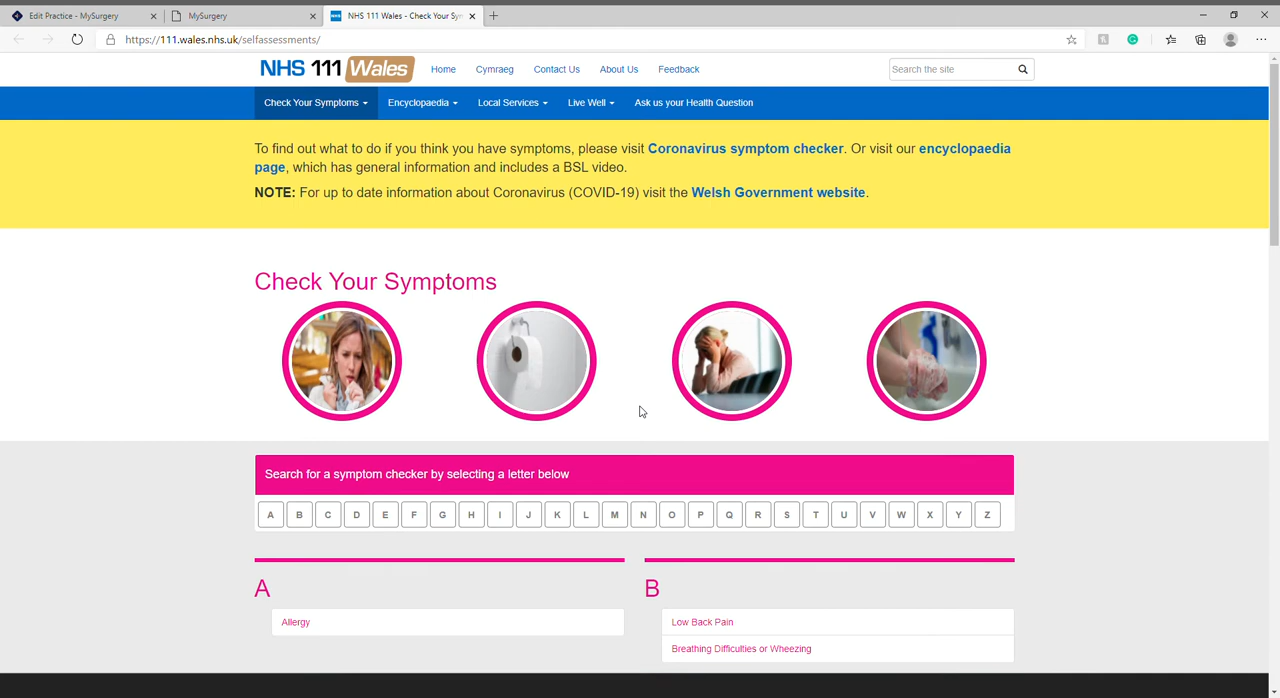 Edit Practice - MySurgery
MySurgery
NHS 111 Wales - Check Your Sy
https://111.wales.nhs.uk/selfassessments/
NHS 111 Wales
Home
Cymraeg
Contact Us
About Us
Feedback
Search the site
Check Your Symptoms
Encyclopaedia
Local Services
Live Well
Ask us your Health Question
To find out what to do if you think you have symptoms, please visit Coronavirus symptom checker. Or visit our encyclopaedia
page, which has general information and includes a BSL video.
NOTE: For up to date information about Coronavirus (COVID-19) visit the Welsh Government website.
Check Your Symptoms
Search for a symptom checker by selecting a letter below
A B C D E F G H I J K L M N O P Q R S T U V W X Y Z
A
Allergy
B
Low Back Pain
Breathing Difficulties or Wheezing